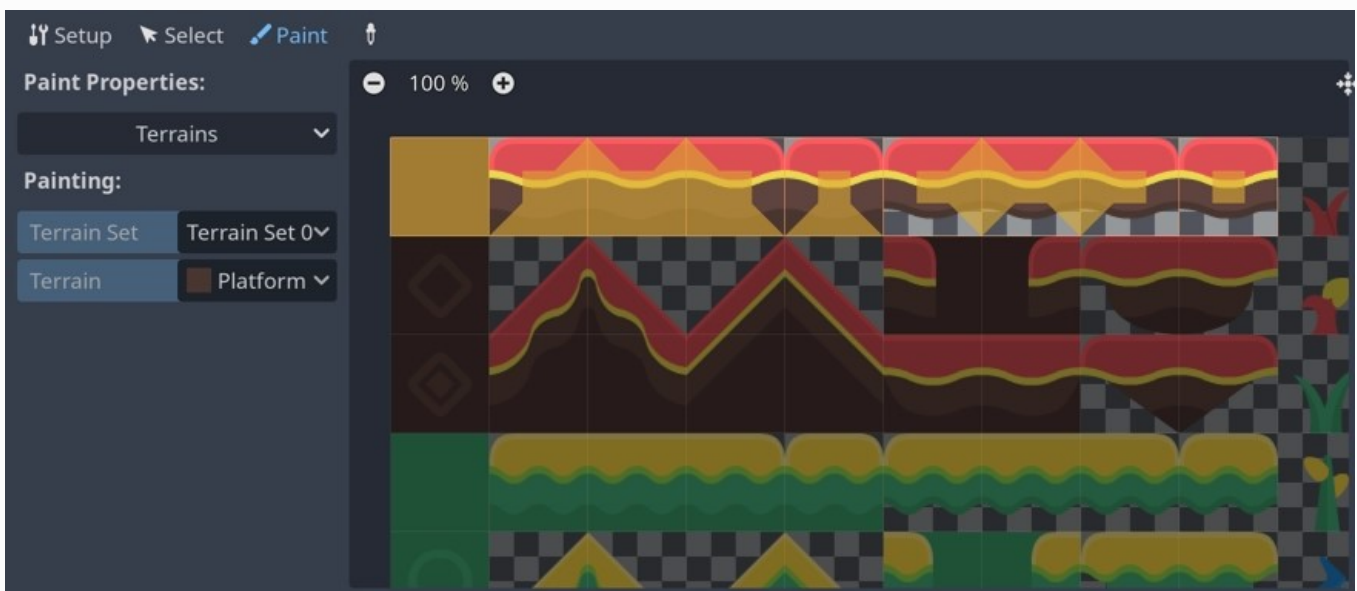 Setup Select Paint
Paint Properties:
100 %
Terrains
Painting:
Terrain Set Terrain Set 0
Terrain Platform